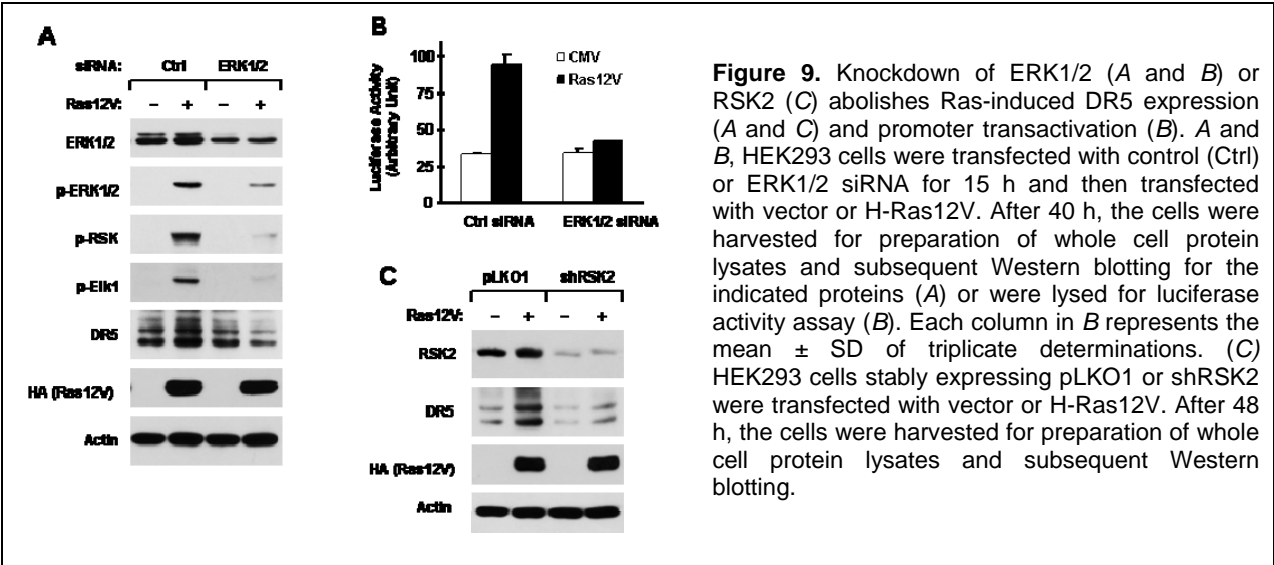 A
siRNA: Ctrl ERK1/2
Ras12V: – + – +
ERK1/2
p-ERK1/2
p-RSK
p-Elk1
DR5
HA (Ras12V)
Actin
B
Luciferase Activity
(Arbitrary Unit)
100
75
50
25
0
CMV
Ras12V
Ctrl siRNA ERK1/2 siRNA
C
pLKO1 shRSK2
Ras12V: – + – +
RSK2
DR5
HA (Ras12V)
Actin
Figure 9. Knockdown of ERK1/2 (A and B) or
RSK2 (C) abolishes Ras-induced DR5 expression
(A and C) and promoter transactivation (B). A and
B, HEK293 cells were transfected with control (Ctrl)
or ERK1/2 siRNA for 15 h and then transfected
with vector or H-Ras12V. After 40 h, the cells were
harvested for preparation of whole cell protein
lysates and subsequent Western blotting for the
indicated proteins (A) or were lysed for luciferase
activity assay (B). Each column in B represents the
mean ± SD of triplicate determinations. (C)
HEK293 cells stably expressing pLKO1 or shRSK2
were transfected with vector or H-Ras12V. After 48
h, the cells were harvested for preparation of whole
cell protein lysates and subsequent Western
blotting.